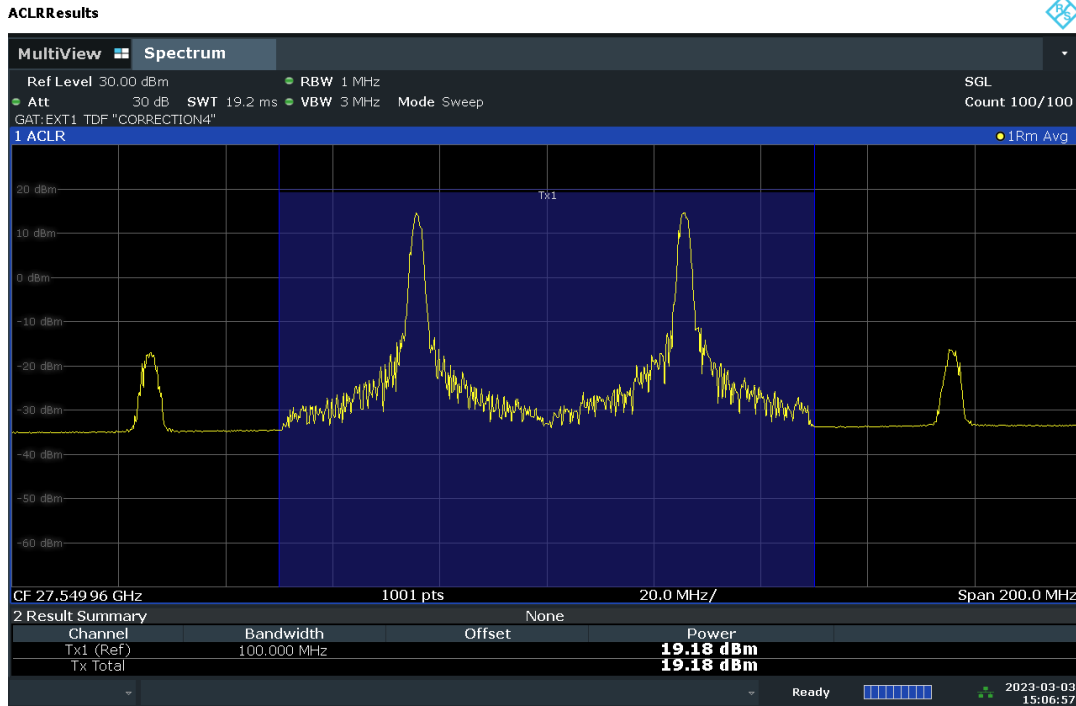 ACLRResults
R S
MultiView Spectrum
Ref Level 30.00 dBm RBW 1 MHz SGL
Att 30 dB SWT 19.2 ms VBW 3 MHz Mode Sweep Count 100/100
GAT:EXT1 TDF "CORRECTION4"
1 ACLR 1Rm Avg
20 dBm
Tx1
10 dBm
0 dBm
-10 dBm
-20 dBm
-30 dBm
-40 dBm
-50 dBm
-60 dBm
CF 27.549 96 GHz 1001 pts 20.0 MHz/ Span 200.0 MHz
2 Result Summary None
Channel Bandwidth Offset Power
Tx1 (Ref) 100.000 MHz 19.18 dBm
Tx Total 19.18 dBm
Ready 2023-03-03
15:06:57